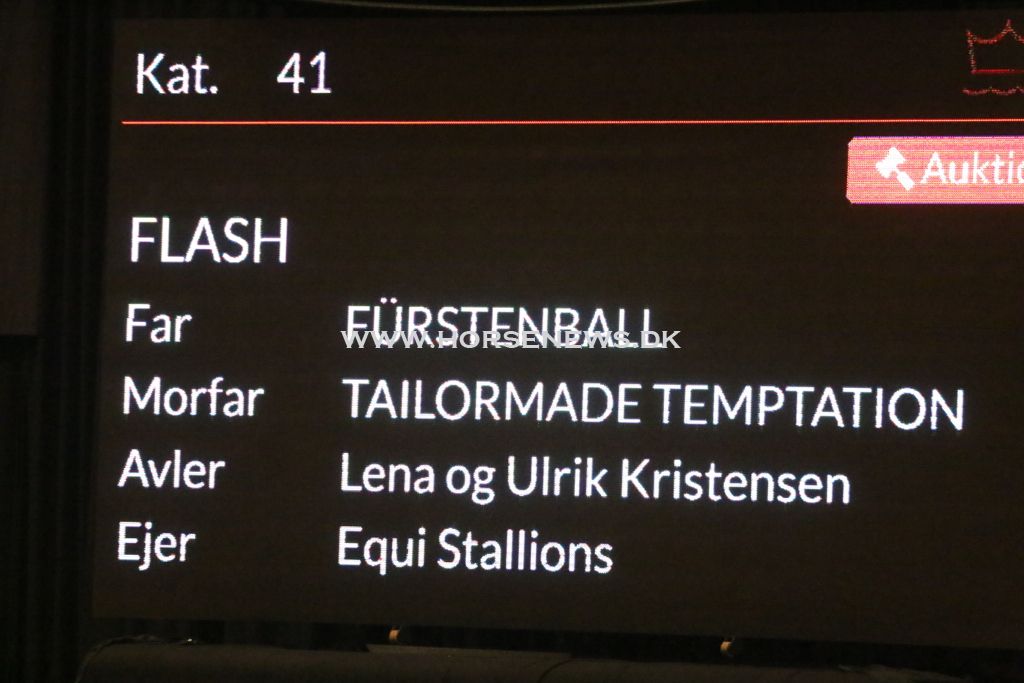 Kat. 41
Auktio
FLASH
Far FÜRSTENBALL
WWW.HORSENEWS.DK
Morfar TAILORMADE TEMPTATION
Avler Lena og Ulrik Kristensen
Ejer Equi Stallions